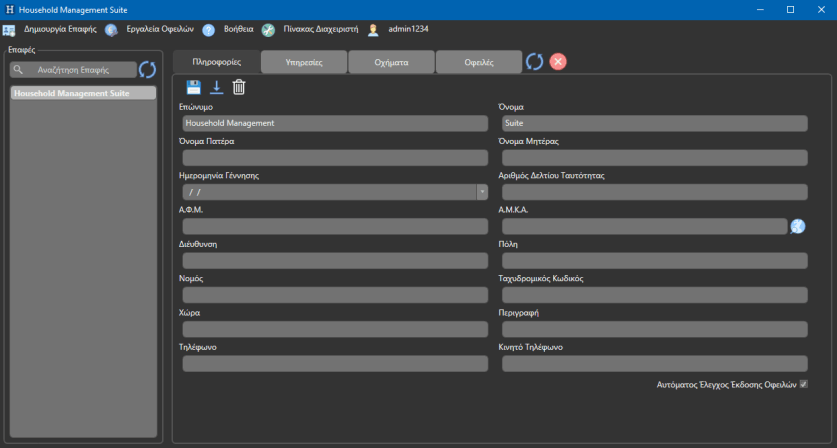 Household Management Suite
Δημιουργία Επαφής Εργαλεία Οφειλών Βοήθεια Πίνακας Διαχειριστή admin1234
Επαφές
Αναζήτηση Επαφής
Household Management Suite
Πληροφορίες Υπηρεσίες Οχήματα Οφειλές
Επώνυμο Όνομα
Household Management Suite
Όνομα Πατέρα Όνομα Μητέρας
Ημερομηνία Γέννησης Αριθμός Δελτίου Ταυτότητας
/ /
Α.Φ.Μ. Α.Μ.Κ.Α.
Διέυθυνση Πόλη
Νομός Ταχυδρομικός Κωδικός
Χώρα Περιγραφή
Τηλέφωνο Κινητό Τηλέφωνο
Αυτόματος Έλεγχος Έκδοσης Οφειλών